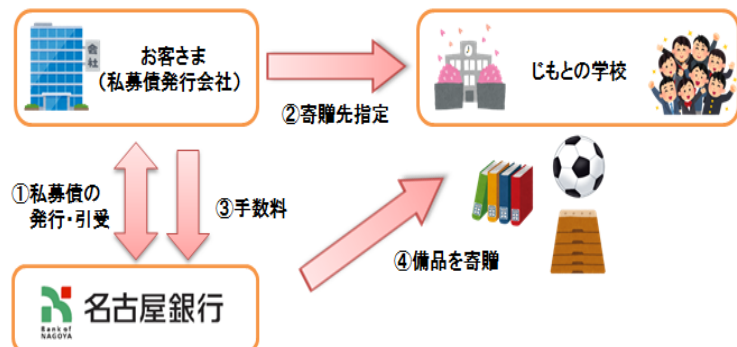 会社
お客さま
（私募債発行会社）
じもとの学校
②寄贈先指定
①私募債の
発行・引受
③手数料
④備品を寄贈
名古屋銀行
Bank of
NAGOYA